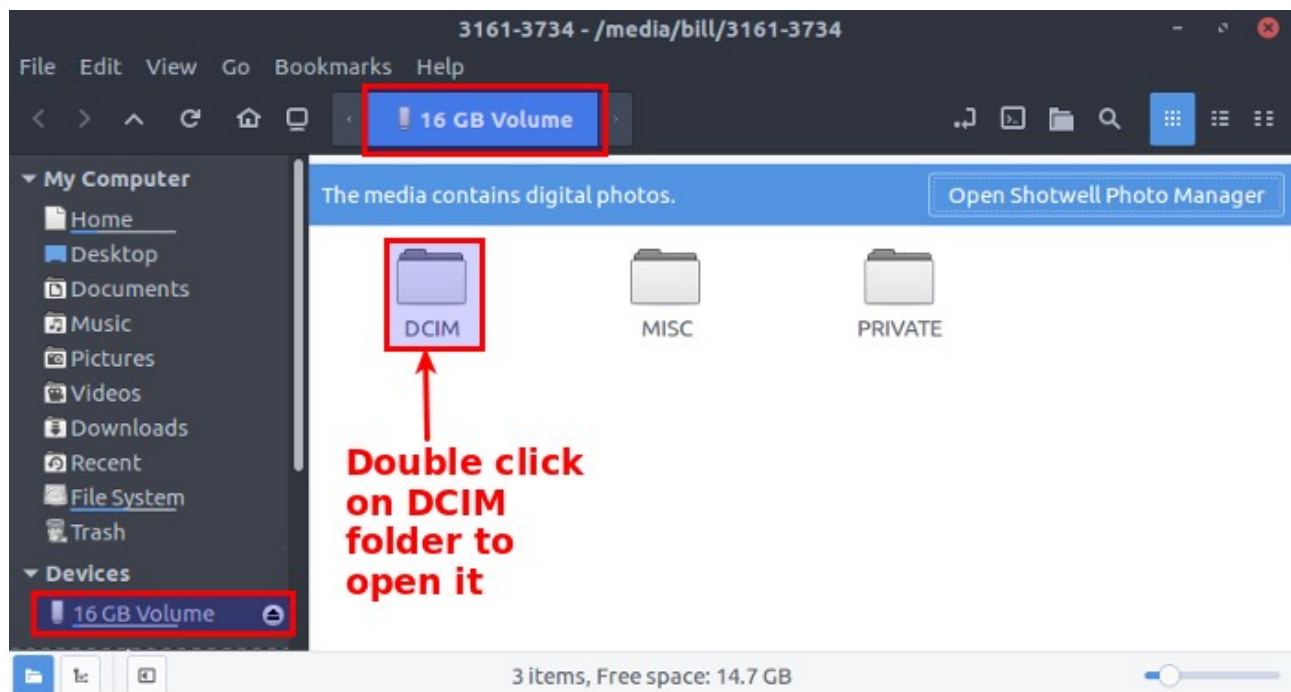 3161-3734 - /media/bill/3161-3734
File Edit View Go Bookmarks Help
16 GB Volume
My Computer
Home
Desktop
Documents
Music
Pictures
Videos
Downloads
Recent
File System
Trash
Devices
16 GB Volume
The media contains digital photos. Open Shotwell Photo Manager
DCIM MISC PRIVATE
Double click
on DCIM
folder to
open it
3 items, Free space: 14.7 GB